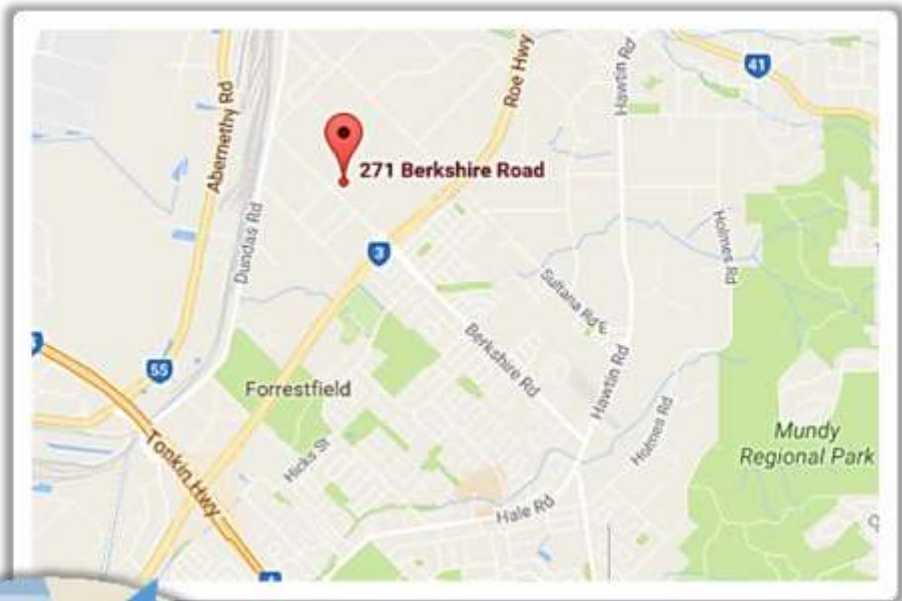 Roe Hwy
Hawtin Rd
41
Abernethy Rd
271 Berkshire Road
Dundas Rd
Holmes Rd
3
Sultana Rd E
Berkshire Rd
55
Hawtin Rd
Forrestfield
Holmes Rd
Mundy
Regional Park
Tonkin Hwy
Hicks St
Hale Rd